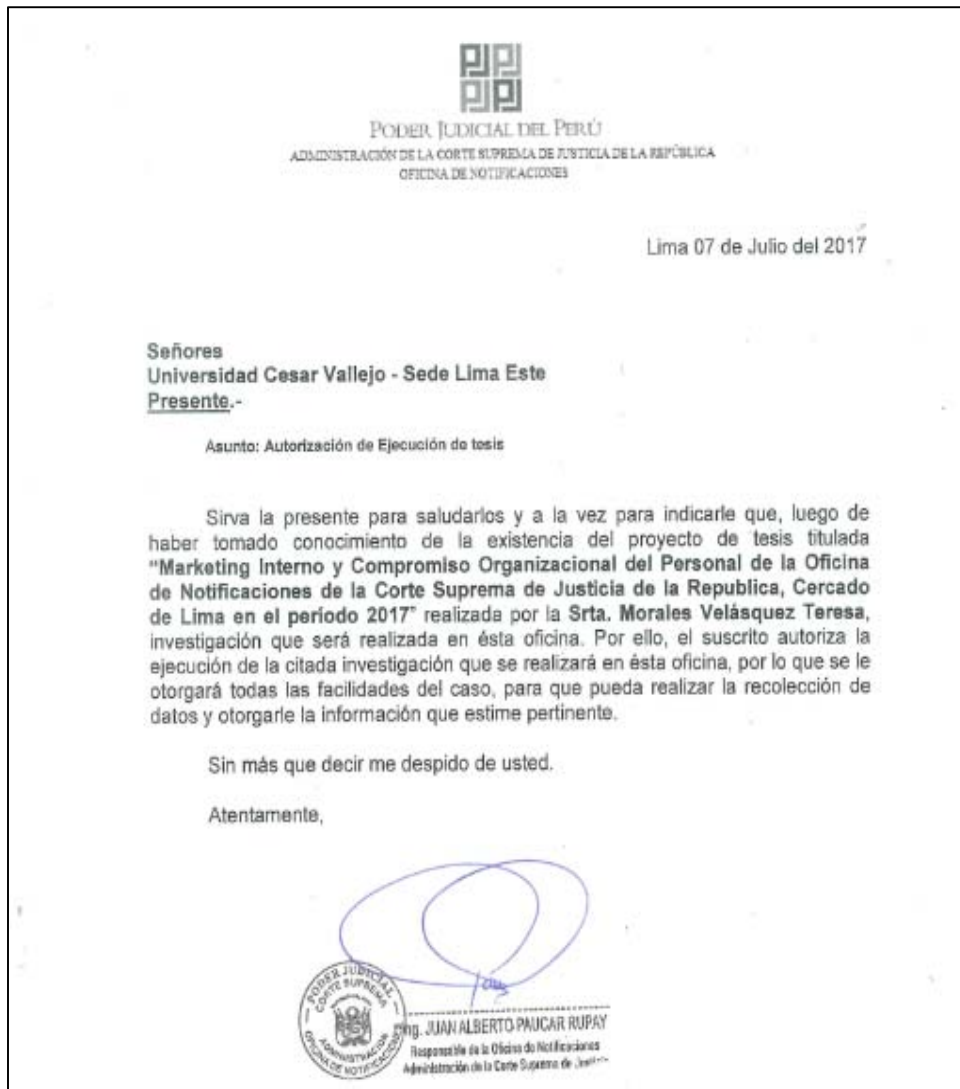 PODER JUDICIAL DEL PERÚ
ADMINISTRACIÓN DE LA CORTE SUPREMA DE JUSTICIA DE LA REPÚBLICA
OFICINA DE NOTIFICACIONES
Lima 07 de Julio del 2017
Señores
Universidad Cesar Vallejo - Sede Lima Este
Presente.-
Asunto: Autorización de Ejecución de tesis
Sirva la presente para saludarlos y a la vez para indicarle que, luego de
haber tomado conocimiento de la existencia del proyecto de tesis titulada
“Marketing Interno y Compromiso Organizacional del Personal de la Oficina
de Notificaciones de la Corte Suprema de Justicia de la Republica, Cercado
de Lima en el periodo 2017” realizada por la Srta. Morales Velásquez Teresa,
investigación que será realizada en ésta oficina. Por ello, el suscrito autoriza la
ejecución de la citada investigación que se realizará en ésta oficina, por lo que se le
otorgará todas las facilidades del caso, para que pueda realizar la recolección de
datos y otorgarle la información que estime pertinente.
Sin más que decir me despido de usted.
Atentamente,
PODER JUDICIAL
CORTE SUPREMA
ADMINISTRACIÓN
OFICINA DE NOTIFICACIONES
Ing. JUAN ALBERTO PAUCAR RUPAY
Responsable de la Oficina de Notificaciones
Administración de la Corte Suprema de